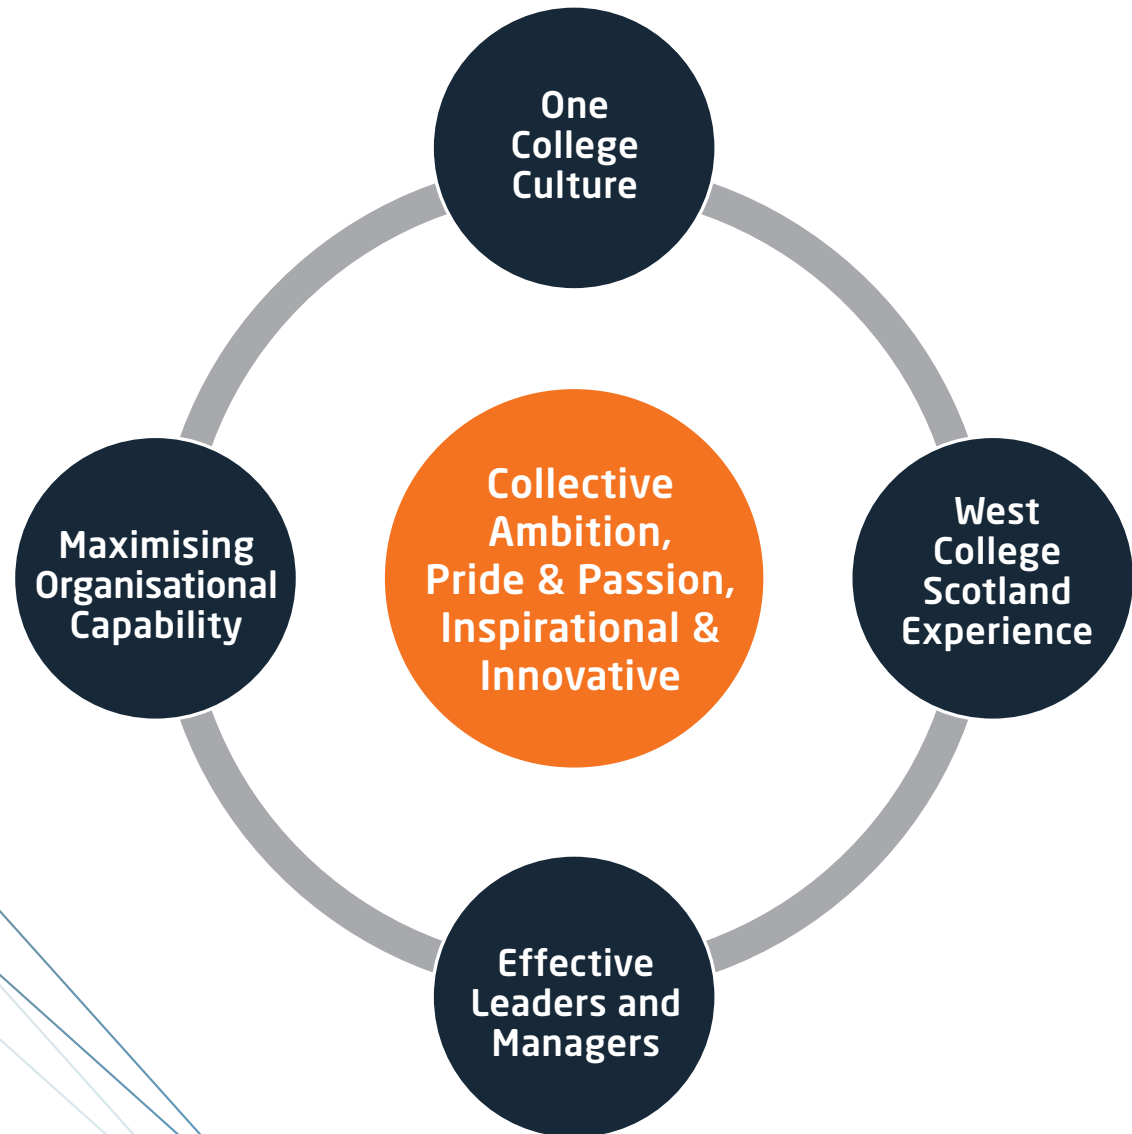 One
College
Culture
Maximising
Organisational
Capability
Collective
Ambition,
Pride & Passion,
Inspirational &
Innovative
West
College
Scotland
Experience
Effective
Leaders and
Managers